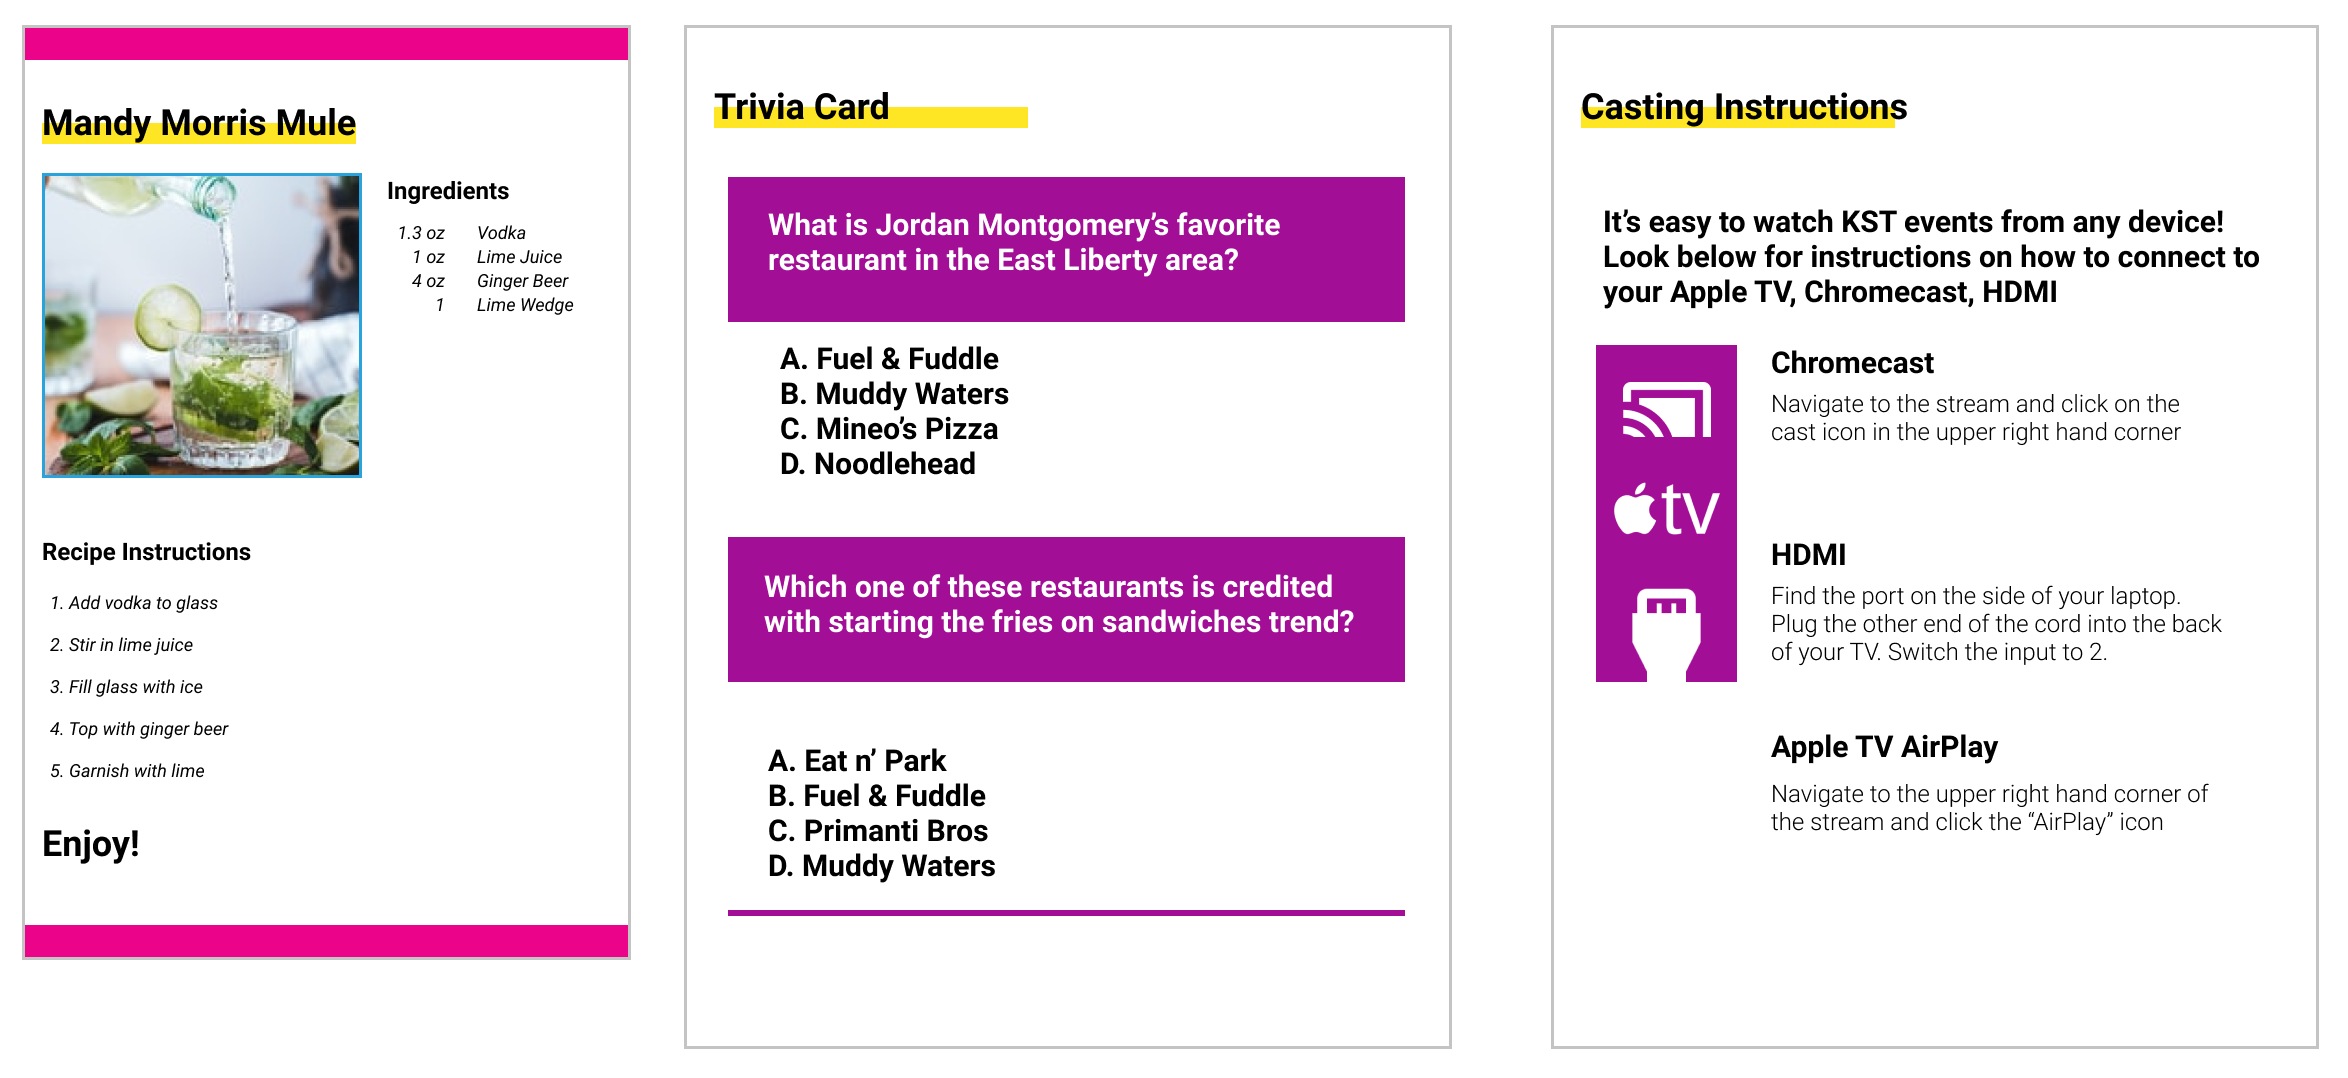 Mandy Morris Mule
Ingredients
1.3 oz Vodka
1 oz Lime Juice
4 oz Ginger Beer
1 Lime Wedge
Recipe Instructions
1. Add vodka to glass
2. Stir in lime juice
3. Fill glass with ice
4. Top with ginger beer
5. Garnish with lime
Enjoy!
Trivia Card
What is Jordan Montgomery’s favorite
restaurant in the East Liberty area?
A. Fuel & Fuddle
B. Muddy Waters
C. Mineo’s Pizza
D. Noodlehead
Which one of these restaurants is credited
with starting the fries on sandwiches trend?
A. Eat n’ Park
B. Fuel & Fuddle
C. Primanti Bros
D. Muddy Waters
Casting Instructions
It’s easy to watch KST events from any device!
Look below for instructions on how to connect to
your Apple TV, Chromecast, HDMI
Chromecast
Navigate to the stream and click on the
cast icon in the upper right hand corner
tv
HDMI
Find the port on the side of your laptop.
Plug the other end of the cord into the back
of your TV. Switch the input to 2.
Apple TV AirPlay
Navigate to the upper right hand corner of
the stream and click the “AirPlay” icon